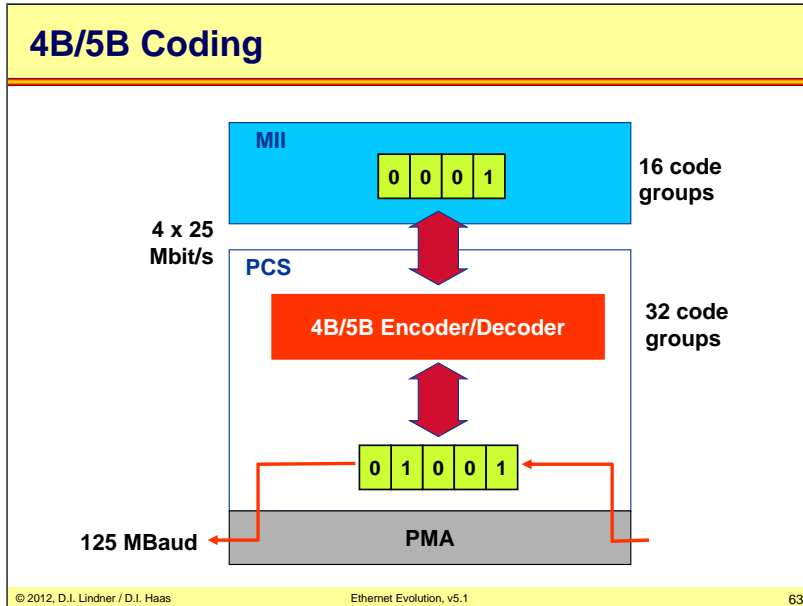 4B/5B Coding
MII
0 0 0 1
16 code
groups
4 x 25
Mbit/s
PCS
4B/5B Encoder/Decoder
32 code
groups
0 1 0 0 1
125 MBaud
PMA
© 2012, D.I. Lindner / D.I. Haas
Ethernet Evolution, v5.1
63